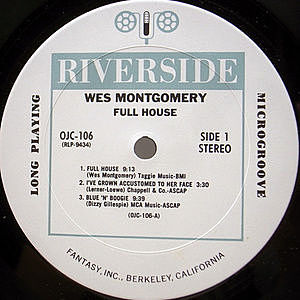 RIVERSIDE
WES MONTGOMERY
FULL HOUSE
OJC-106
(RLP-9434)
SIDE 1
STEREO
LONG PLAYING
MICROGROOVE
1. FULL HOUSE 9:13
(Wes Montgomery) Taggie Music-BMI
2. I'VE GROWN ACCUSTOMED TO HER FACE 3:30
(Lerner-Loewe) Chappell & Co.-ASCAP
3. BLUE 'N' BOOGIE 9:39
(Dizzy Gillespie) MCA Music-ASCAP
(OJC-106-A)
FANTASY, INC., BERKELEY, CALIFORNIA